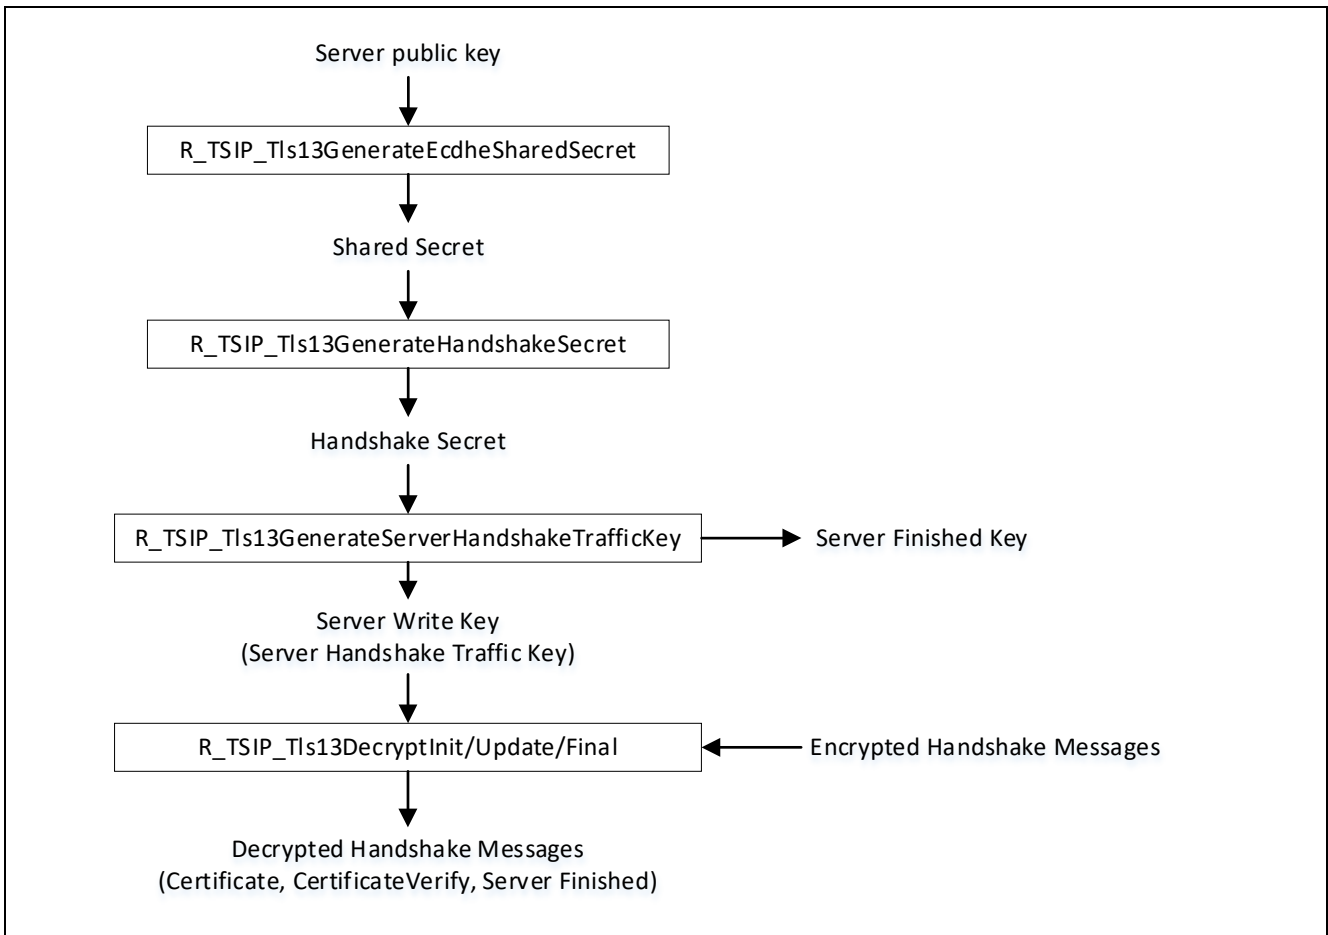 Server public key
R_TSIP_Tls13GenerateEcdheSharedSecret
Shared Secret
R_TSIP_Tls13GenerateHandshakeSecret
Handshake Secret
R_TSIP_Tls13GenerateServerHandshakeTrafficKey
Server Finished Key
Server Write Key
(Server Handshake Traffic Key)
R_TSIP_Tls13DecryptInit/Update/Final
Encrypted Handshake Messages
Decrypted Handshake Messages
(Certificate, CertificateVerify, Server Finished)